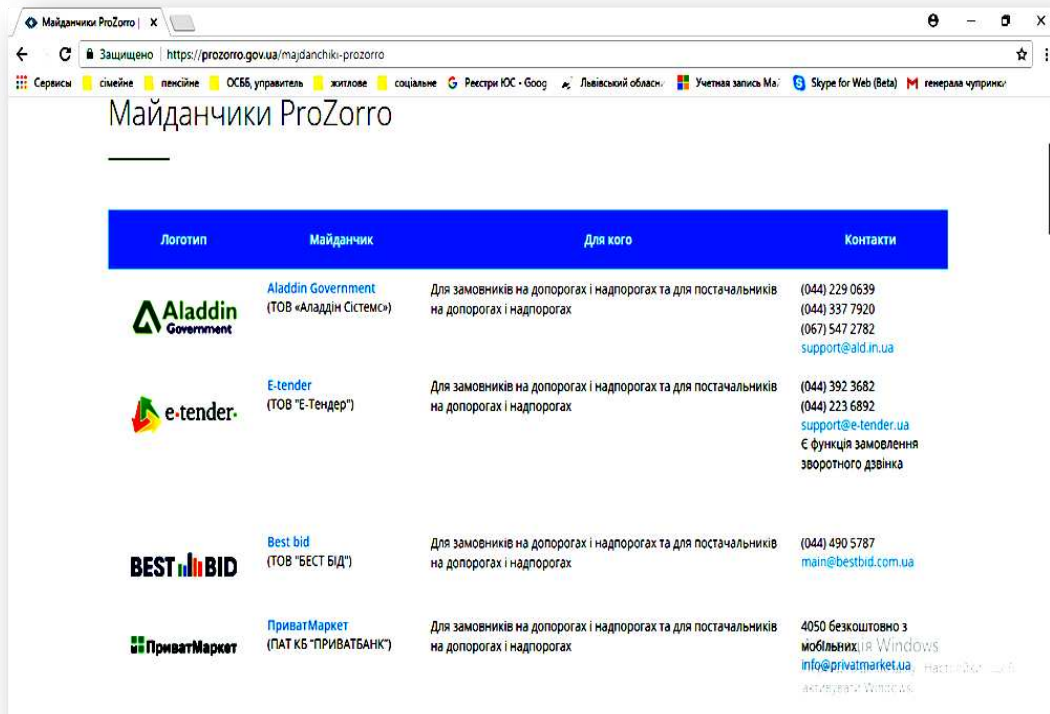 Майданчики ProZorro | x
Защищено | https://prozorro.gov.ua/majdanchiki-prozorro
Сервисы сімейне пенсійне ОСББ, управитель житлове соціальне Реєстри ЮС - Goog Львівський обласн Учетная запись Ma Skype for Web (Beta) генерала чупринки
Майданчики ProZorro
Логотип Майданчик Для кого Контакти
Aladdin Government
Aladdin Government
(ТОВ «Аладдін Сістемс»)
Для замовників на допорогах і надпорогах та для постачальників
на допорогах і надпорогах
(044) 229 0639
(044) 337 7920
(067) 547 2782
support@ald.in.ua
e-tender
E-tender
(ТОВ "Е-Тендер")
Для замовників на допорогах і надпорогах та для постачальників
на допорогах і надпорогах
(044) 392 3682
(044) 223 6892
support@e-tender.ua
Є функція замовлення
зворотного дзвінка
BEST BID
Best bid
(ТОВ "БЕСТ БІД")
Для замовників на допорогах і надпорогах та для постачальників
на допорогах і надпорогах
(044) 490 5787
main@bestbid.com.ua
ПриватМаркет
ПриватМаркет
(ПАТ КБ "ПРИВАТБАНК")
Для замовників на допорогах і надпорогах та для постачальників
на допорогах і надпорогах
4050 безкоштовно з
мобільних
info@privatmarket.ua
Windows
активувати Windows.